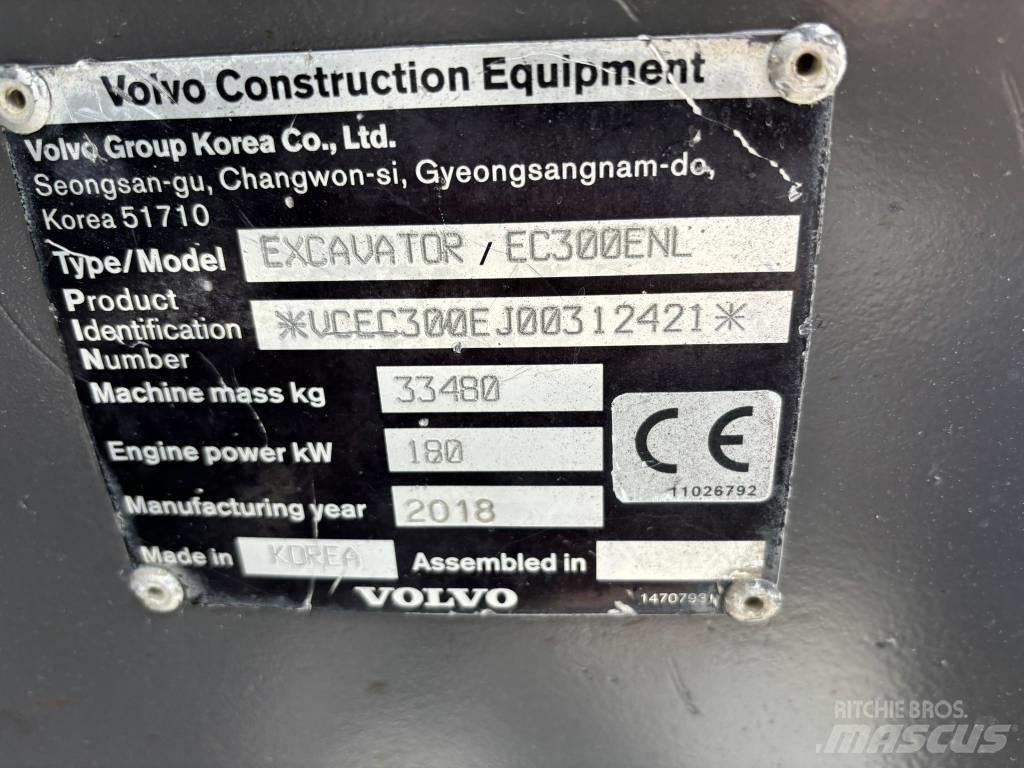 Volvo Construction Equipment
Volvo Group Korea Co., Ltd.
Seongsan-gu, Changwon-si, Gyeongsangnam-do,
Korea 51710
Type/Model EXCAVATOR / EC300ENL
Product
Identification *VCEC300EJ00312421*
Number
Machine mass kg 33480
Engine power kW 180
CE
11026792
Manufacturing year 2018
Made in KOREA Assembled in
VOLVO
RITCHIE BROS.
MASCUS